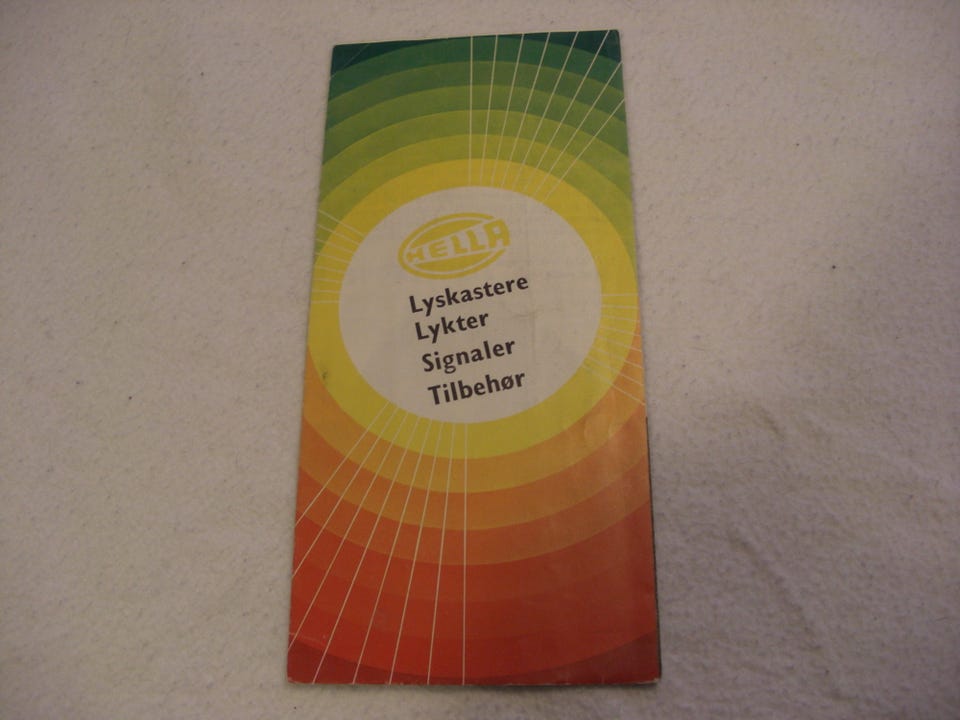 HELLA
Lyskastere
Lykter
Signaler
Tilbehør